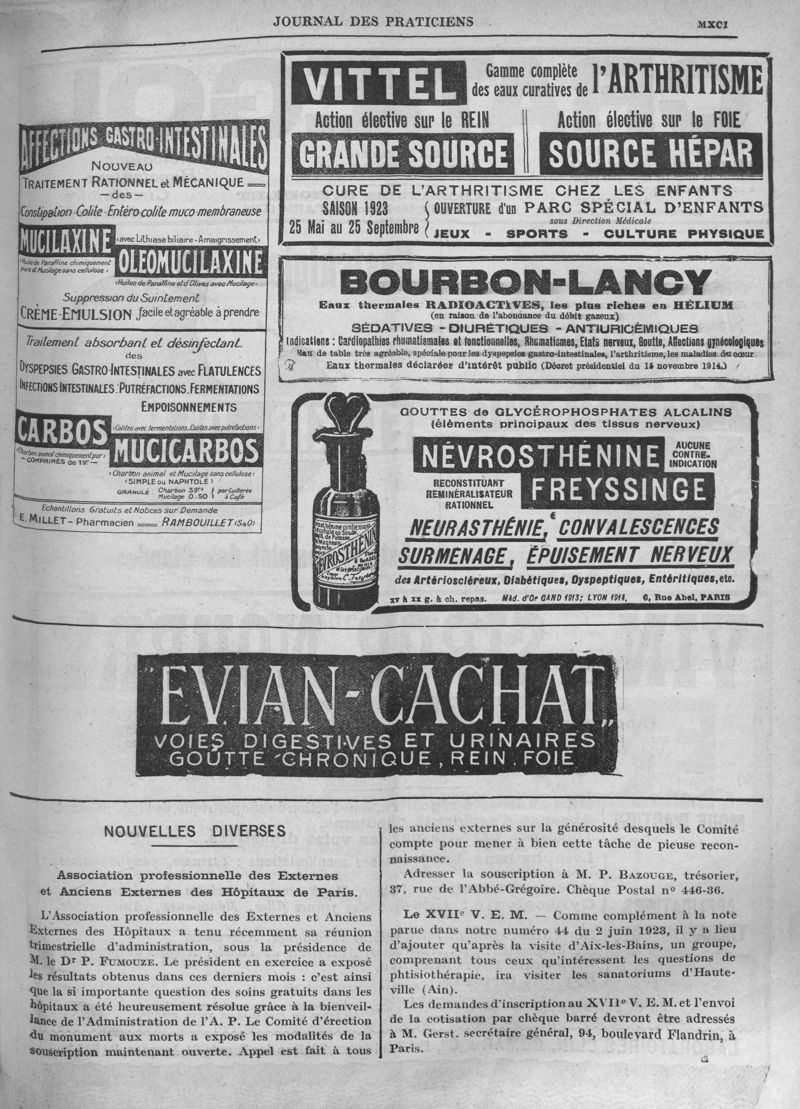 JOURNAL DES PRATICIENS
MXCI
AFFECTIONS GASTRO-INTESTINALES
NOUVEAU
TRAITEMENT RATIONNEL ET MÉCANIQUE
— des —
Constipation-Colite-Entéro-colite muco-membraneuse
MUCILAXINE
(avec Lithiase biliaire - Amaigrissement)
(Huile de Paraffine chimiquement
pure et Mucilage sans cellulose)
OLEOMUCILAXINE
(Huiles de Paraffine et d'Olives avec Mucilage)
Suppression du Suintement
CRÈME-EMULSION facile et agréable à prendre
Traitement absorbant et désinfectant
des
DYSPEPSIES GASTRO-INTESTINALES avec FLATULENCES
INFECTIONS INTESTINALES: PUTRÉFACTIONS, FERMENTATIONS
EMPOISONNEMENTS
CARBOS
(Colites avec fermentations. Colites avec putréfactions)
(Charbon animal chimiquement pur)
— COMPRIMÉS de 1gr —
MUCICARBOS
(Charbon animal et Mucilage sans cellulose)
(SIMPLE ou NAPHTOLÉ)
GRANULÉ Charbon 3grs par Cuillerée
Mucilage 0.50 à Café
Echantillons Gratuits et Notices sur Demande
E. MILLET - Pharmacien — RAMBOUILLET (S&O)
VITTEL
Gamme complète
des eaux curatives de l'ARTHRITISME
Action élective sur le REIN
GRANDE SOURCE
Action élective sur le FOIE
SOURCE HÉPAR
CURE DE L'ARTHRITISME CHEZ LES ENFANTS
SAISON 1923
25 Mai au 25 Septembre
OUVERTURE d'un PARC SPÉCIAL D'ENFANTS
sous Direction Médicale
JEUX - SPORTS - CULTURE PHYSIQUE
BOURBON-LANCY
Eaux thermales RADIOACTIVES, les plus riches en HÉLIUM
(en raison de l'abondance du débit gazeux)
SÉDATIVES - DIURÉTIQUES - ANTIURICÉMIQUES
Indications : Cardiopathies rhumatismales et fonctionnelles, Rhumatismes, Etats nerveux, Goutte, Affections gynécologiques
Eau de table très agréable, spéciale pour les dyspepsies gastro-intestinales, l'arthritisme, les maladies du cœur
Eaux thermales déclarées d'intérêt public (Décret présidentiel du 15 novembre 1914.)
GOUTTES de GLYCÉROPHOSPHATES ALCALINS
(éléments principaux des tissus nerveux)
NÉVROSTHÉNINE
AUCUNE
CONTRE-
INDICATION
RECONSTITUANT
REMINÉRALISATEUR
RATIONNEL
FREYSSINGE
NEURASTHÉNIE, CONVALESCENCES
SURMENAGE, ÉPUISEMENT NERVEUX
des Artérioscléreux, Diabétiques, Dyspeptiques, Entéritiques, etc.
XV à XX g. à ch. repas. Méd. d'Or GAND 1913; LYON 1914, 6, Rue Abel, PARIS
"EVIAN-CACHAT"
VOIES DIGESTIVES ET URINAIRES
GOUTTE CHRONIQUE, REIN, FOIE
NOUVELLES DIVERSES
Association professionnelle des Externes
et Anciens Externes des Hôpitaux de Paris.
L'Association professionnelle des Externes et Anciens
Externes des Hôpitaux a tenu récemment sa réunion
trimestrielle d'administration, sous la présidence de
M. le Dr P. FUMOUZE. Le président en exercice a exposé
les résultats obtenus dans ces derniers mois : c'est ainsi
que la si importante question des soins gratuits dans les
hôpitaux a été heureusement résolue grâce à la bienveil-
lance de l'Administration de l'A. P. Le Comité d'érection
du monument aux morts a exposé les modalités de la
souscription maintenant ouverte. Appel est fait à tous
les anciens externes sur la générosité desquels le Comité
compte pour mener à bien cette tâche de pieuse recon-
naissance.
Adresser la souscription à M. P. BAZOUGE, trésorier,
37, rue de l'Abbé-Grégoire. Chèque Postal nº 446-36.
Le XVIIe V. E. M. — Comme complément à la note
parue dans notre numéro 44 du 2 juin 1923, il y a lieu
d'ajouter qu'après la visite d'Aix-les-Bains, un groupe,
comprenant tous ceux qu'intéressent les questions de
phtisiothérapie, ira visiter les sanatoriums d'Haute-
ville (Ain).
Les demandes d'inscription au XVIIe V. E. M. et l'envoi
de la cotisation par chèque barré devront être adressés
à M. Gerst. secrétaire général, 94, boulevard Flandrin, à
Paris.